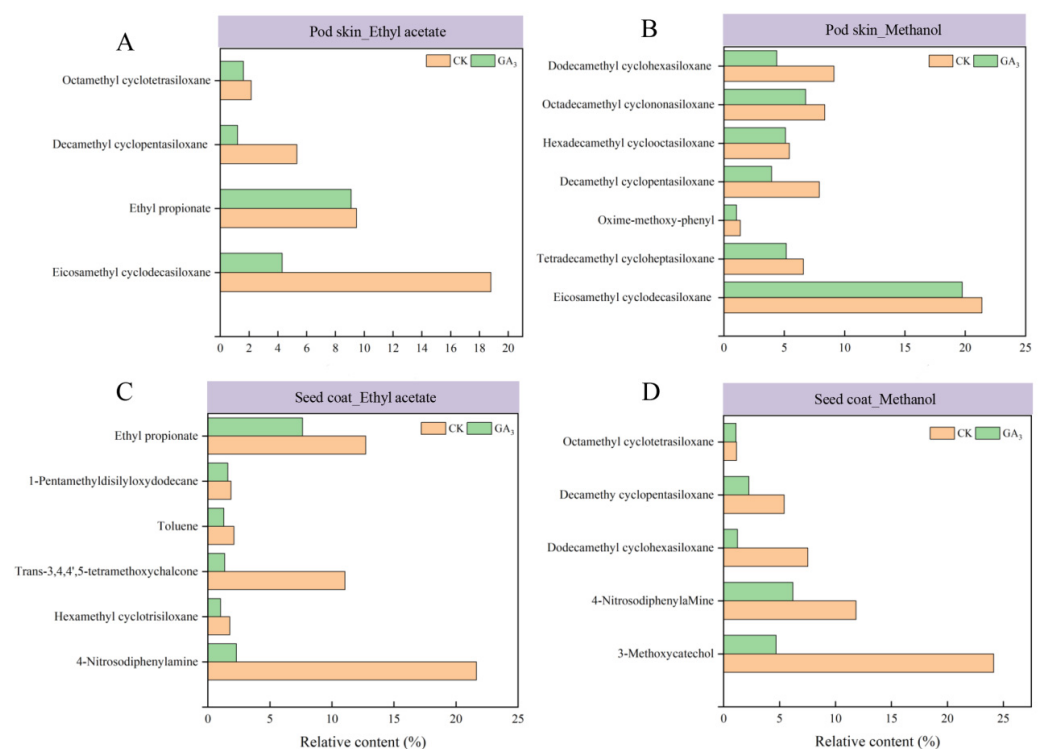 A
Pod skin_Ethyl acetate
CK GA₃
Octamethyl cyclotetrasiloxane
Decamethyl cyclopentasiloxane
Ethyl propionate
Eicosamethyl cyclodecasiloxane
0 2 4 6 8 10 12 14 16 18 20
B
Pod skin_Methanol
CK GA₃
Dodecamethyl cyclohexasiloxane
Octadecamethyl cyclononasiloxane
Hexadecamethyl cyclooctasiloxane
Decamethyl cyclopentasiloxane
Oxime-methoxy-phenyl
Tetradecamethyl cycloheptasiloxane
Eicosamethyl cyclodecasiloxane
0 5 10 15 20 25
C
Seed coat_Ethyl acetate
CK GA₃
Ethyl propionate
1-Pentamethyldisilyloxydodecane
Toluene
Trans-3,4,4',5-tetramethoxychalcone
Hexamethyl cyclotrisiloxane
4-Nitrosodiphenylamine
0 5 10 15 20 25
Relative content (%)
D
Seed coat_Methanol
CK GA₃
Octamethyl cyclotetrasiloxane
Decamethy cyclopentasiloxane
Dodecamethyl cyclohexasiloxane
4-NitrosodiphenylaMine
3-Methoxycatechol
0 5 10 15 20 25
Relative content (%)